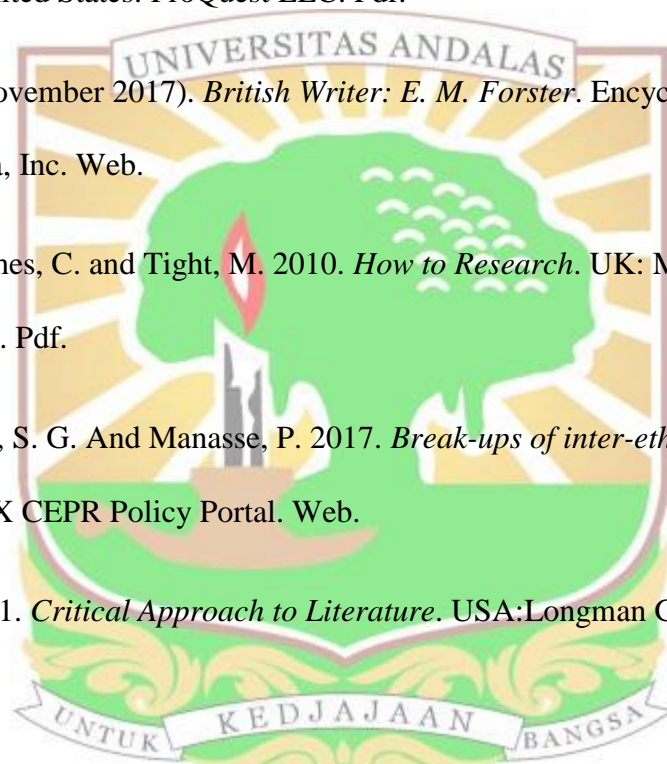 ited States. ProQuest LLC. Pdf.
UNIVERSITAS ANDALAS
ovember 2017). British Writer: E. M. Forster. Encyc
, Inc. Web.
nes, C. and Tight, M. 2010. How to Research. UK: M
. Pdf.
, S. G. And Manasse, P. 2017. Break-ups of inter-eth
X CEPR Policy Portal. Web.
1. Critical Approach to Literature. USA:Longman C
UNTUK KEDJAJAAN BANGSA